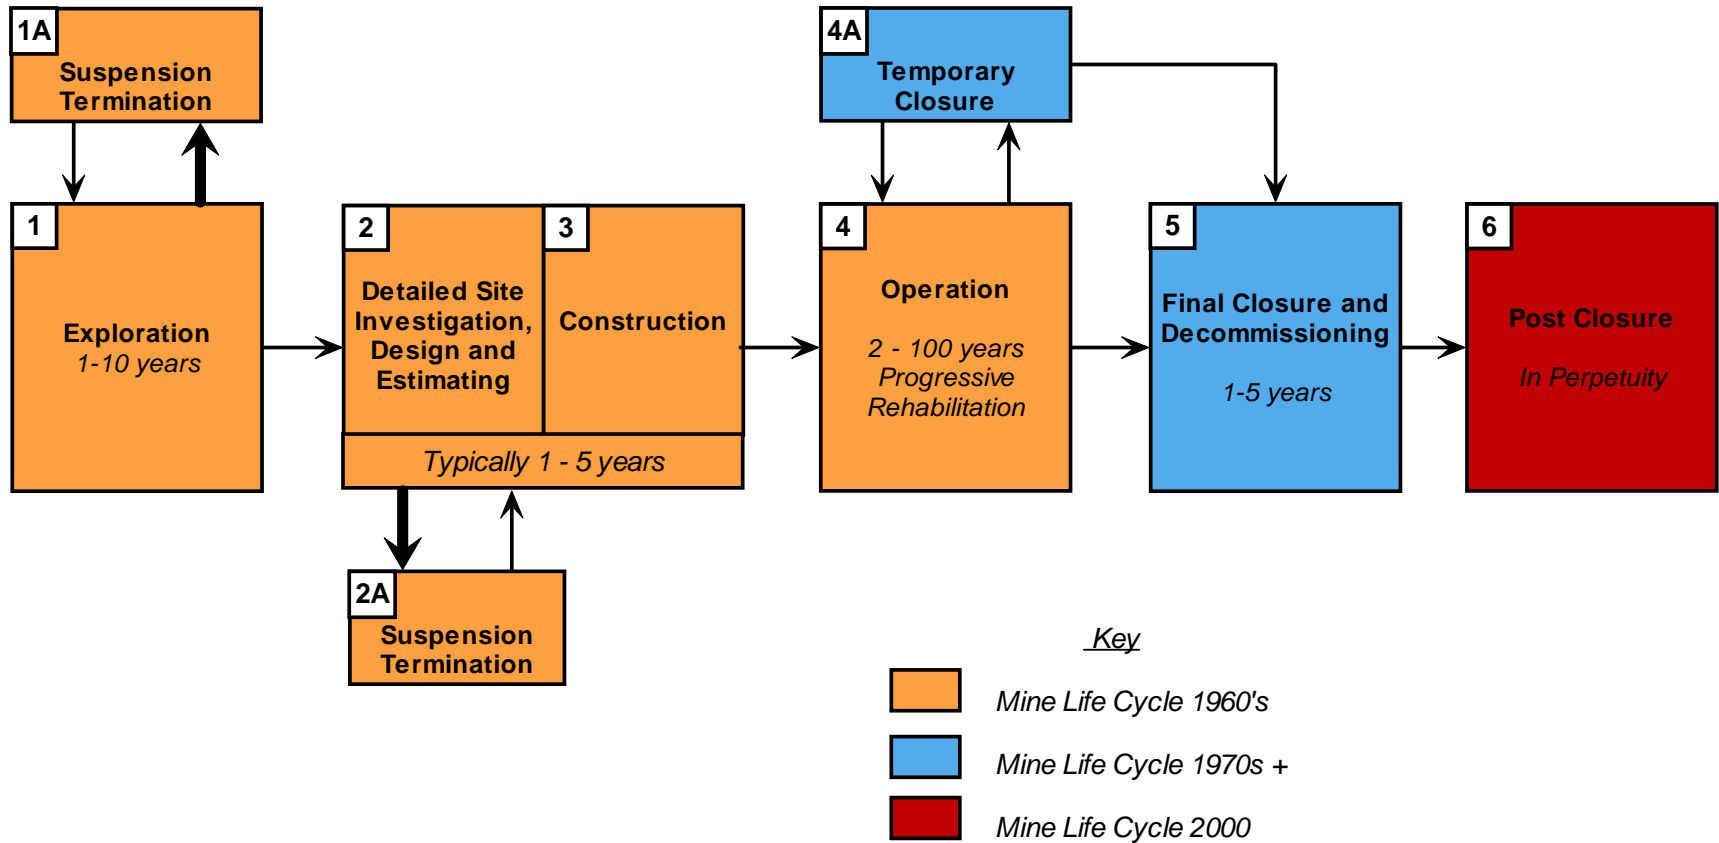 1A
Suspension
Termination
4A
Temporary
Closure
1
Exploration
1-10 years
2
Detailed Site
Investigation,
Design and
Estimating
3
Construction
Typically 1 - 5 years
4
Operation
2 - 100 years
Progressive
Rehabilitation
5
Final Closure and
Decommissioning
1-5 years
6
Post Closure
In Perpetuity
2A
Suspension
Termination
Key
Mine Life Cycle 1960's
Mine Life Cycle 1970s +
Mine Life Cycle 2000